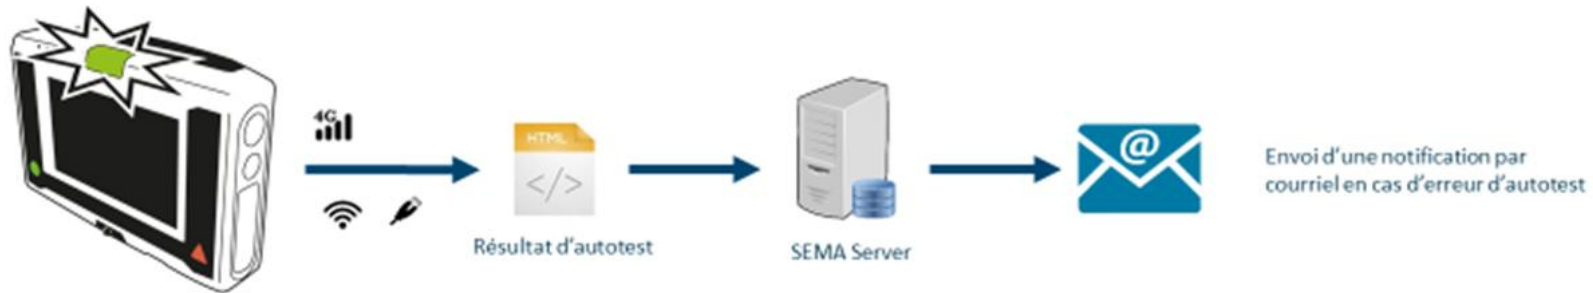 4G
HTML
</>
@
Résultat d'autotest
SEMA Server
Envoi d'une notification par
courriel en cas d'erreur d'autotest